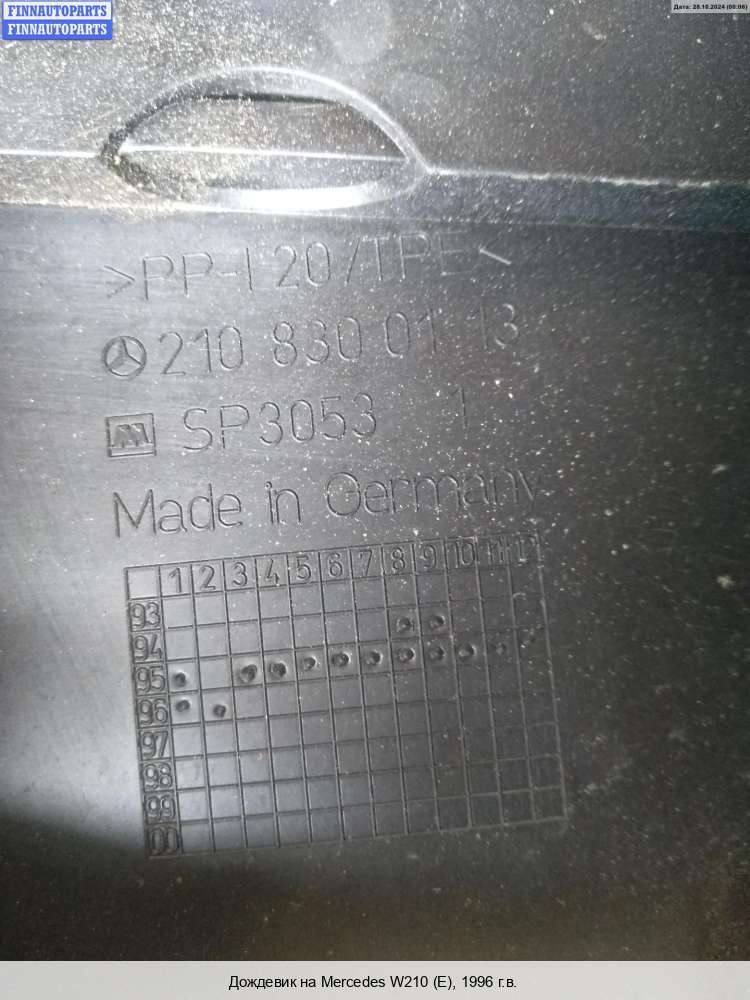 FINNAUTOPARTS
FINNAUTOPARTS
Дата: 28.10.2024 (00:06)
>PP-I 20/TPE<
210 830 01 13
SP3053 1
Made in Germany
1 2 3 4 5 6 7 8 9 10 11 12
93
94
95
96
97
98
99
00
Дождевик на Mercedes W210 (E), 1996 г.в.